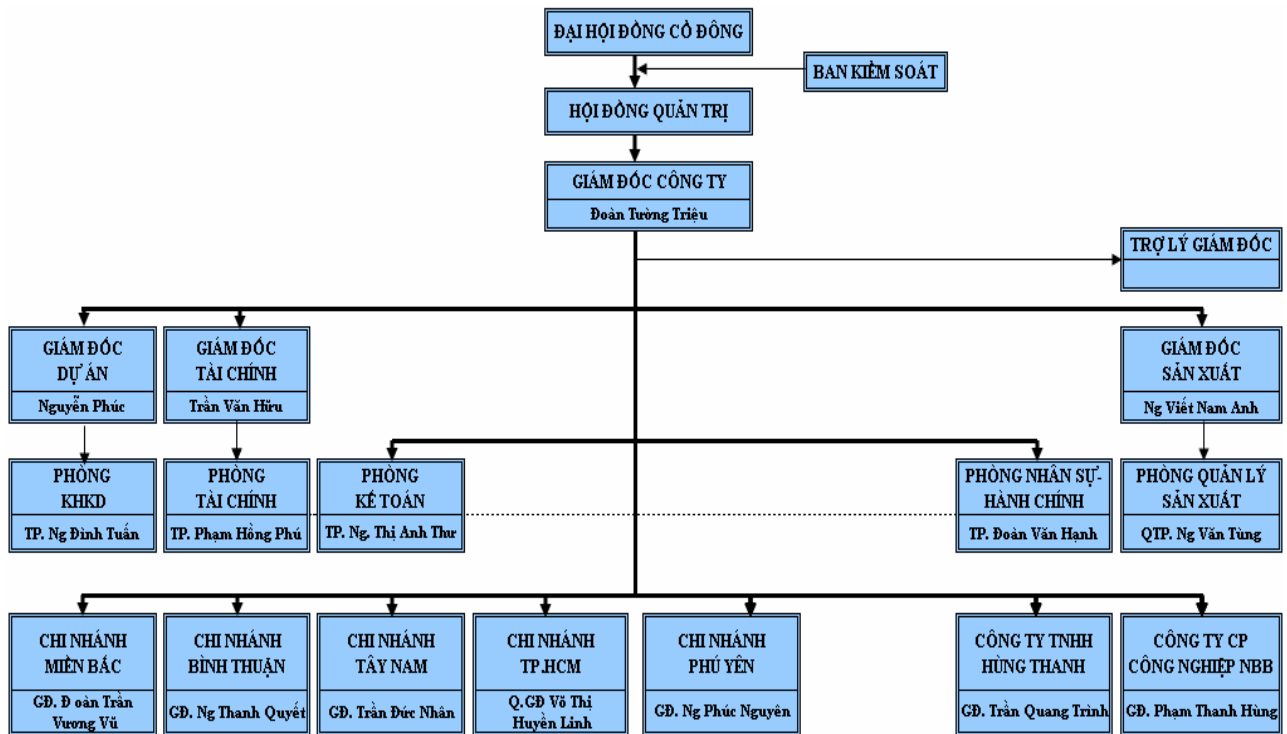 ĐẠI HỘI ĐỒNG CỔ ĐÔNG
BAN KIỂM SOÁT
HỘI ĐỒNG QUẢN TRỊ
GIÁM ĐỐC CÔNG TY
Đoàn Tường Triệu
TRỢ LÝ GIÁM ĐỐC
GIÁM ĐỐC
DỰ ÁN
Nguyễn Phúc
GIÁM ĐỐC
TÀI CHÍNH
Trần Văn Hữu
GIÁM ĐỐC
SẢN XUẤT
Ng Viết Nam Anh
PHÒNG
KHKD
TP. Ng Đình Tuấn
PHÒNG
TÀI CHÍNH
TP. Phạm Hồng Phú
PHÒNG
KẾ TOÁN
TP. Ng. Thị Anh Thư
PHÒNG NHÂN SỰ-
HÀNH CHÍNH
TP. Đoàn Văn Hạnh
PHÒNG QUẢN LÝ
SẢN XUẤT
QTP. Ng Văn Tùng
CHI NHÁNH
MIỀN BẮC
GĐ. Đ oàn Trần
Vương Vũ
CHI NHÁNH
BÌNH THUẬN
GĐ. Ng Thanh Quyết
CHI NHÁNH
TÂY NAM
GĐ. Trần Đức Nhân
CHI NHÁNH
TP.HCM
Q.GĐ Võ Thị
Huyền Linh
CHI NHÁNH
PHÚ YÊN
GĐ. Ng Phúc Nguyên
CÔNG TY TNHH
HÙNG THANH
GĐ. Trần Quang Trình
CÔNG TY CP
CÔNG NGHIỆP NBB
GĐ. Phạm Thanh Hùng